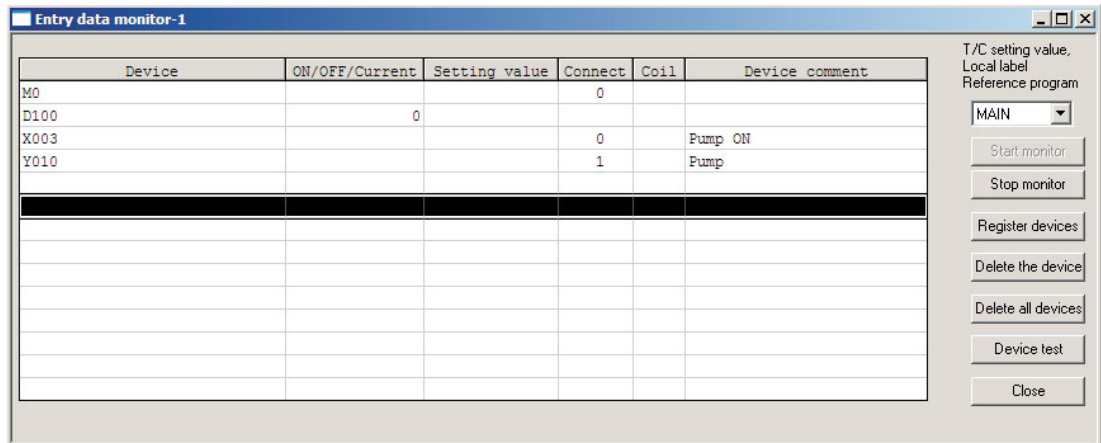 Entry data monitor-1
T/C setting value,
Local label
Reference program
MAIN
Device ON/OFF/Current Setting value Connect Coil Device comment
M0 0
D100 0
X003 0 Pump ON
Y010 1 Pump
Start monitor
Stop monitor
Register devices
Delete the device
Delete all devices
Device test
Close